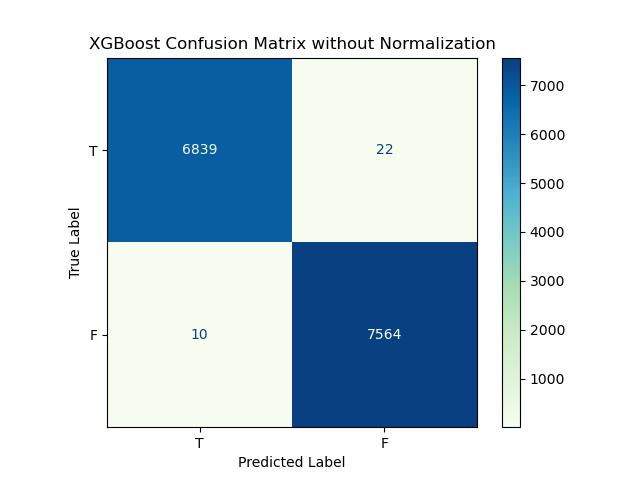 XGBoost Confusion Matrix without Normalization
T
6839
22
True Label
F
10
7564
T
F
Predicted Label
7000
6000
5000
4000
3000
2000
1000